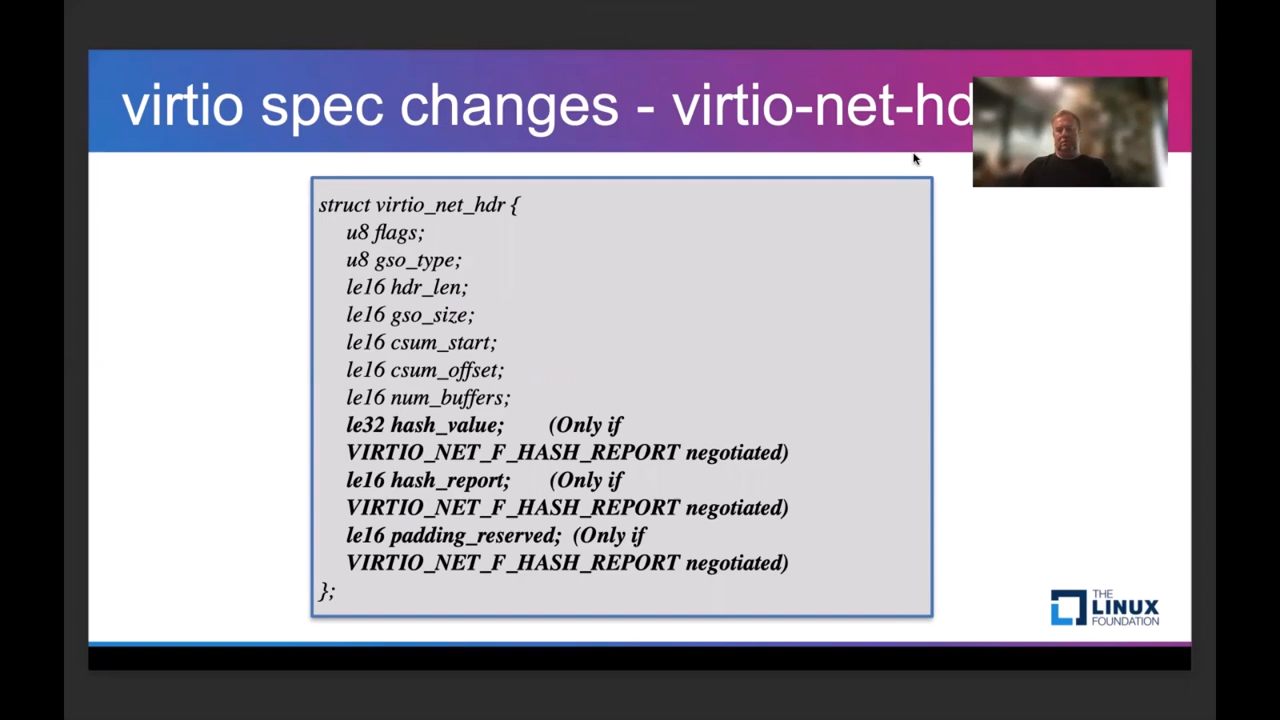 virtio spec changes - virtio-net-hd
struct virtio_net_hdr {
u8 flags;
u8 gso_type;
le16 hdr_len;
le16 gso_size;
le16 csum_start;
le16 csum_offset;
le16 num_buffers;
le32 hash_value; (Only if
VIRTIO_NET_F_HASH_REPORT negotiated)
le16 hash_report; (Only if
VIRTIO_NET_F_HASH_REPORT negotiated)
le16 padding_reserved; (Only if
VIRTIO_NET_F_HASH_REPORT negotiated)
};
THE
LINUX
FOUNDATION